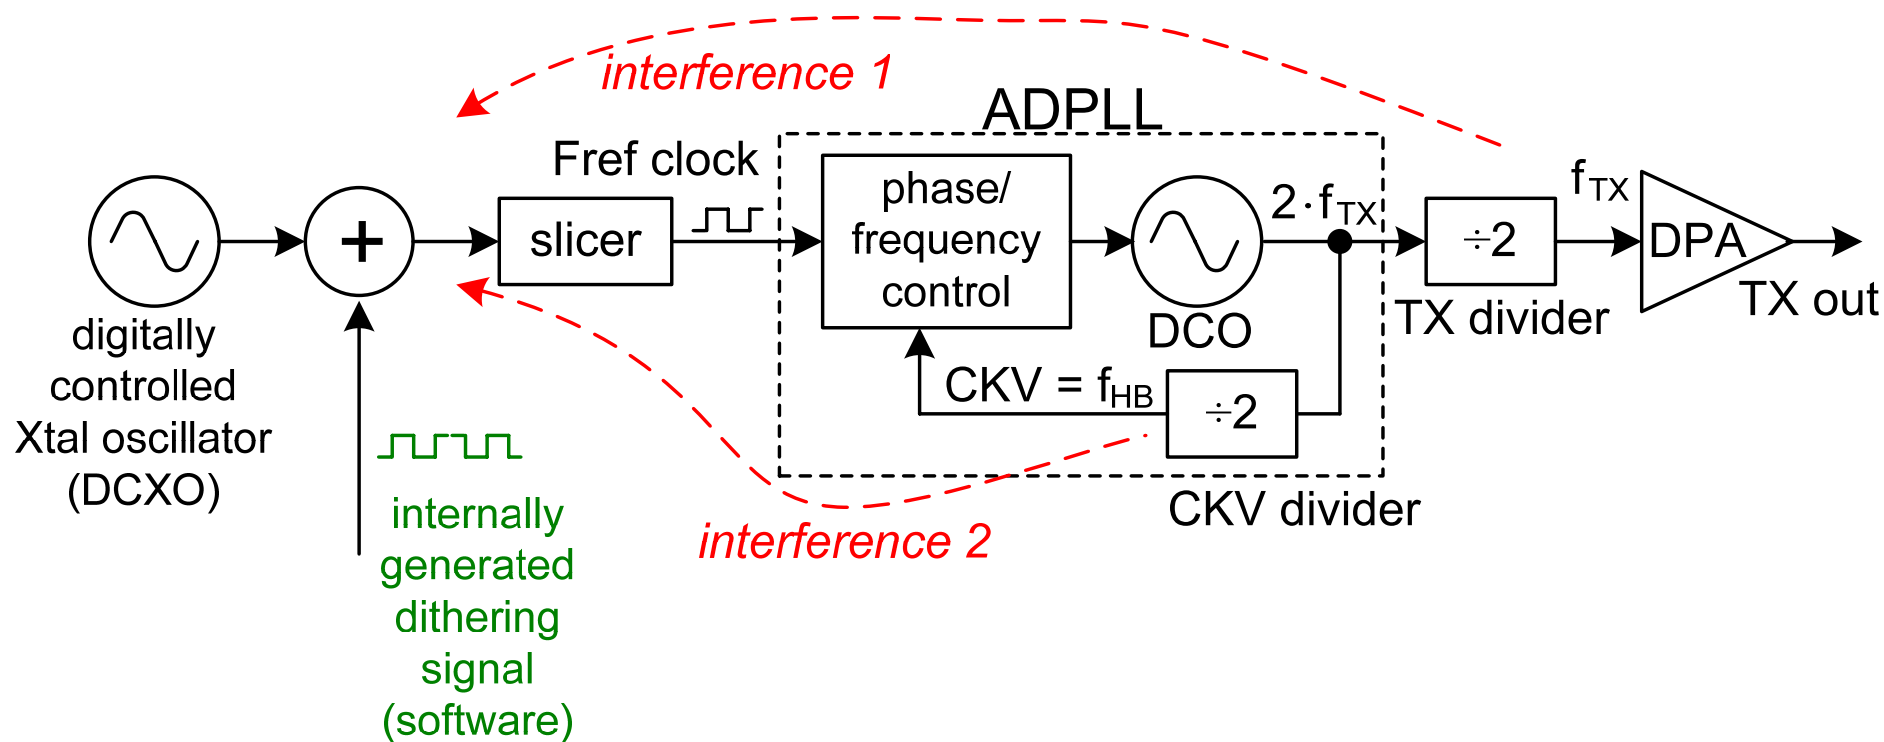 interference 1
ADPLL
Fref clock
phase/
frequency
control
2·fTX
fTX
+
slicer
÷2
DPA
digitally
controlled
Xtal oscillator
(DCXO)
DCO
TX divider
TX out
CKV = fHB
÷2
CKV divider
internally
generated
dithering
signal
(software)
interference 2